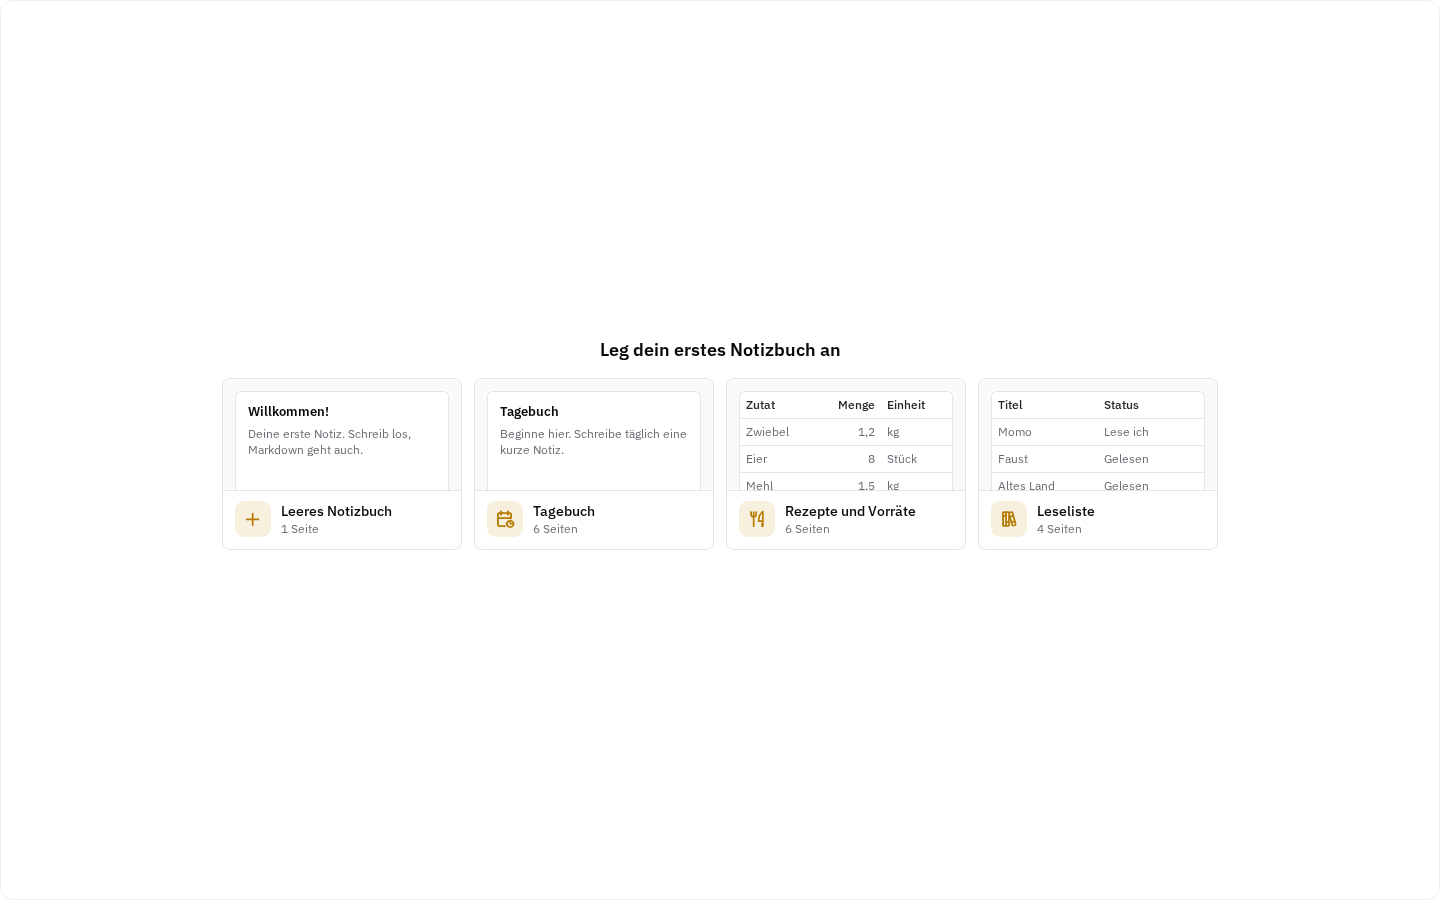 Leg dein erstes Notizbuch an
Willkommen!
Deine erste Notiz. Schreib los,
Markdown geht auch.
Leeres Notizbuch
1 Seite
Tagebuch
Beginne hier. Schreibe täglich eine
kurze Notiz.
Tagebuch
6 Seiten
Zutat Menge Einheit
Zwiebel 1,2 kg
Eier 8 Stück
Mehl 1,5 kg
Rezepte und Vorräte
6 Seiten
Titel Status
Momo Lese ich
Faust Gelesen
Altes Land Gelesen
Leseliste
4 Seiten